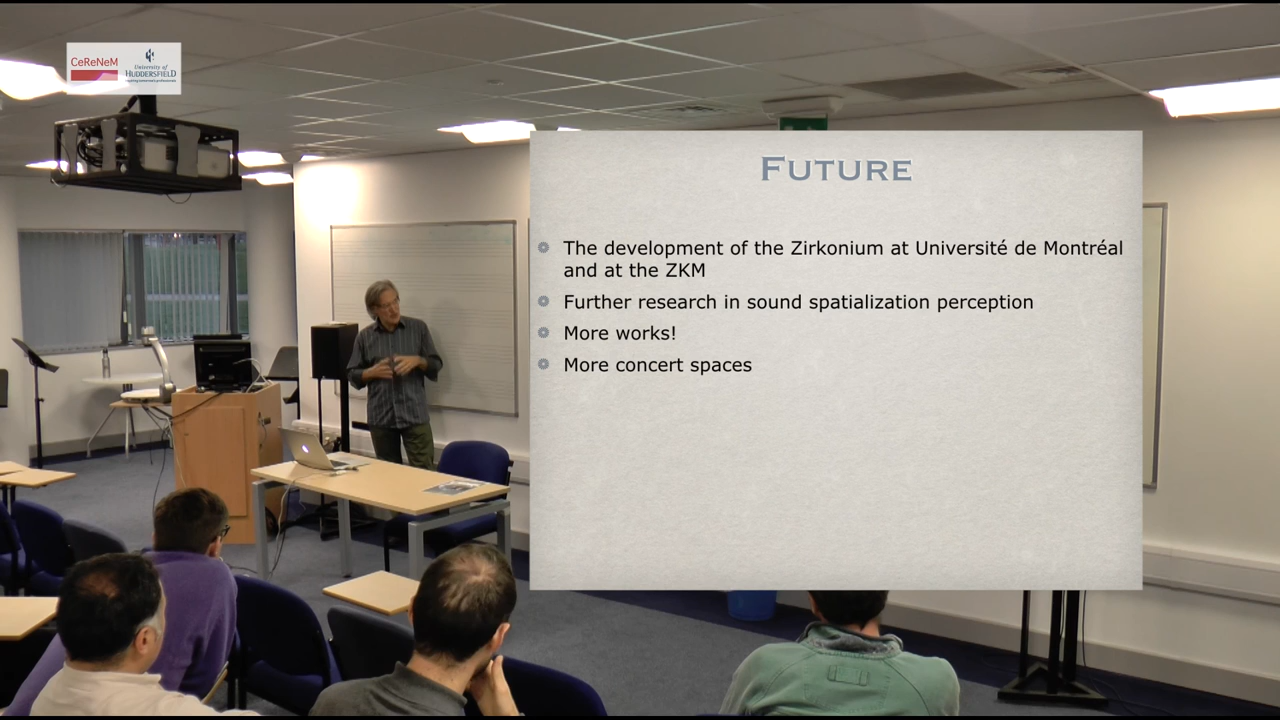 CeReNeM
University of
HUDDERSFIELD
FUTURE
The development of the Zirkonium at Université de Montréal
and at the ZKM
Further research in sound spatialization perception
More works!
More concert spaces